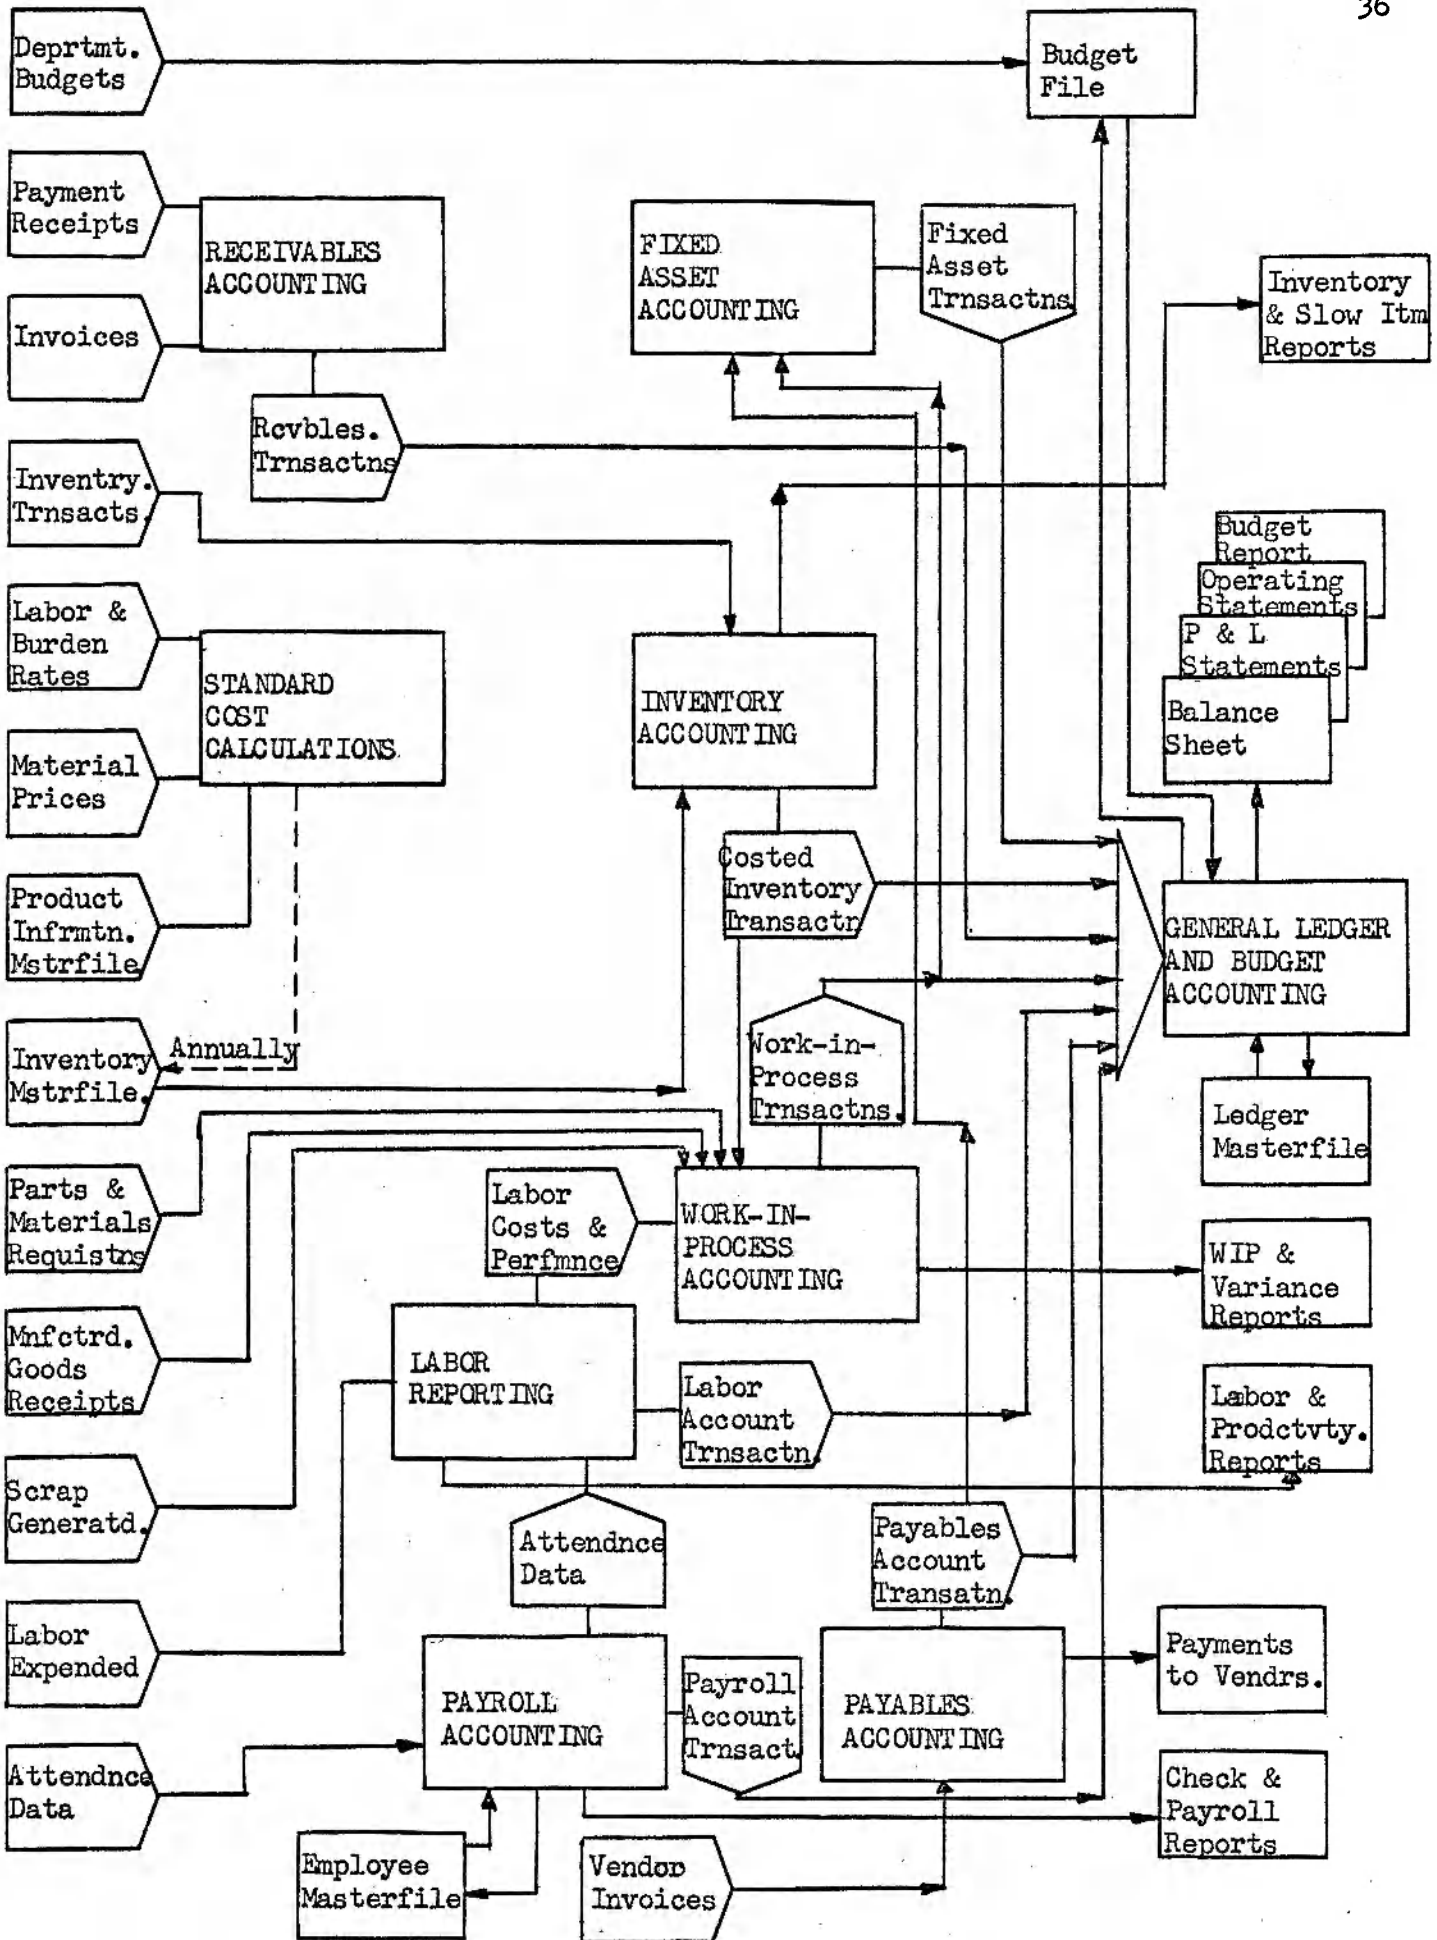 36
Deprtmt.
Budgets
Budget
File
Payment
Receipts
RECEIVABLES
ACCOUNTING
FIXED
ASSET
ACCOUNTING
Fixed
Asset
Trnsactns
Inventory
& Slow Itm
Reports
Invoices
Rcvbles.
Trnsactns
Inventry.
Trnsacts.
Budget
Report
Operating
Statements
P & L
Statements
Balance
Sheet
Labor &
Burden
Rates
STANDARD
COST
CALCULATIONS
INVENTORY
ACCOUNTING
Material
Prices
Costed
Inventory
Transactn
Product
Infrmtn.
Mstrfile
GENERAL LEDGER
AND BUDGET
ACCOUNTING
Inventory
Mstrfile.
Annually
Work-in-
Process
Trnsactns.
Ledger
Masterfile
Parts &
Materials
Requistns
Labor
Costs &
Perfmnce
WORK-IN-
PROCESS
ACCOUNTING
WIP &
Variance
Reports
Mnfctrd.
Goods
Receipts
LABOR
REPORTING
Labor
Account
Trnsactn.
Labor &
Prodctvty.
Reports
Scrap
Generatd.
Attendnce
Data
Payables
Account
Transatn.
Labor
Expended
PAYROLL
ACCOUNTING
Payroll
Account
Trnsact
PAYABLES
ACCOUNTING
Payments
to Vendrs.
Attendnce
Data
Check &
Payroll
Reports
Employee
Masterfile
Vendor
Invoices